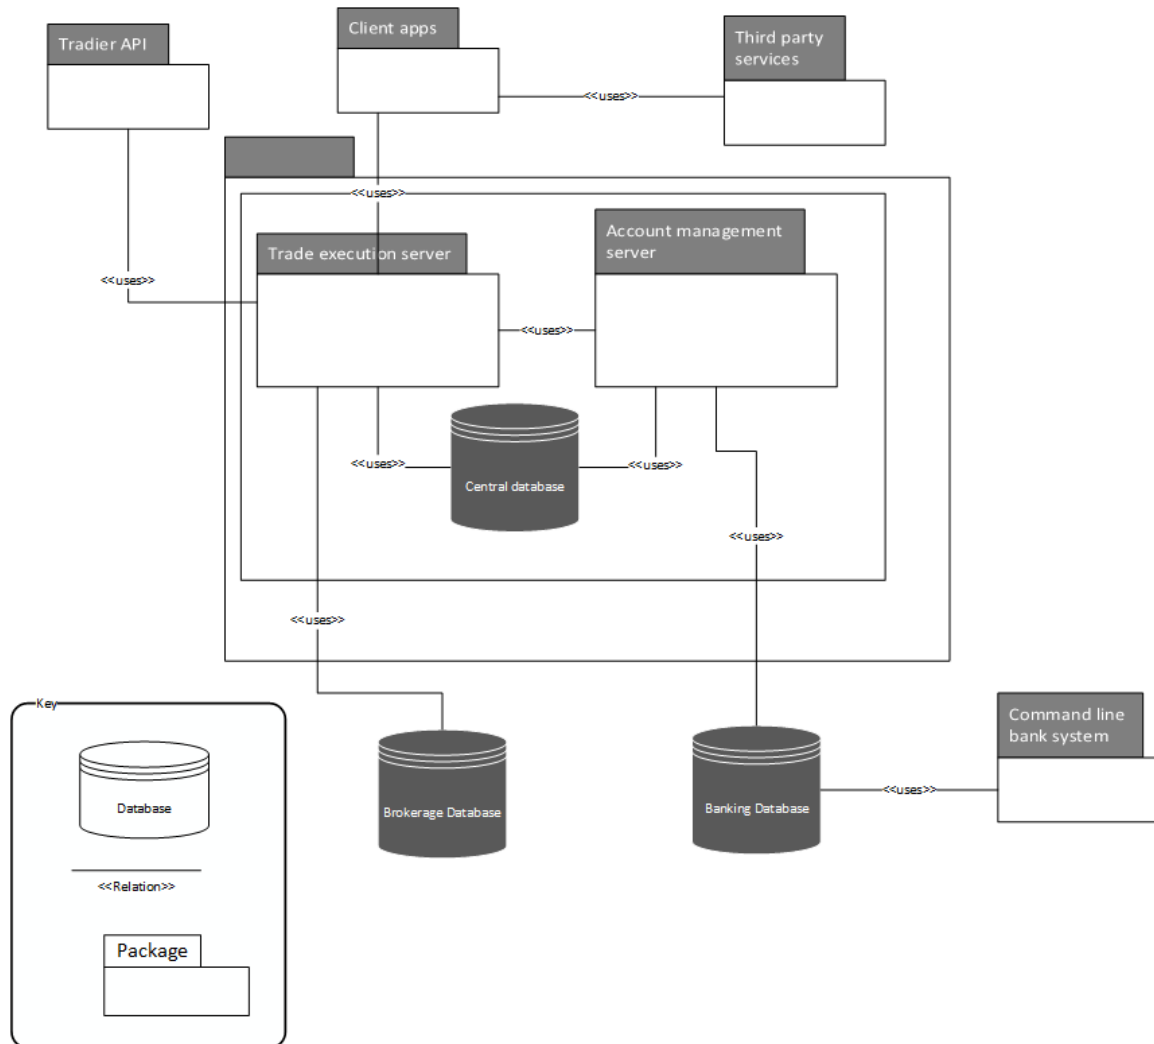 Client apps
Tradier API
Third party
services
<<uses>>
<<uses>>
Account management
server
Trade execution server
<<uses>>
<<uses>>
<<uses>>
<<uses>>
Central database
<<uses>>
<<uses>>
Key
Command line
bank system
Database
Brokerage Database
Banking Database
<<uses>>
<<Relation>>
Package